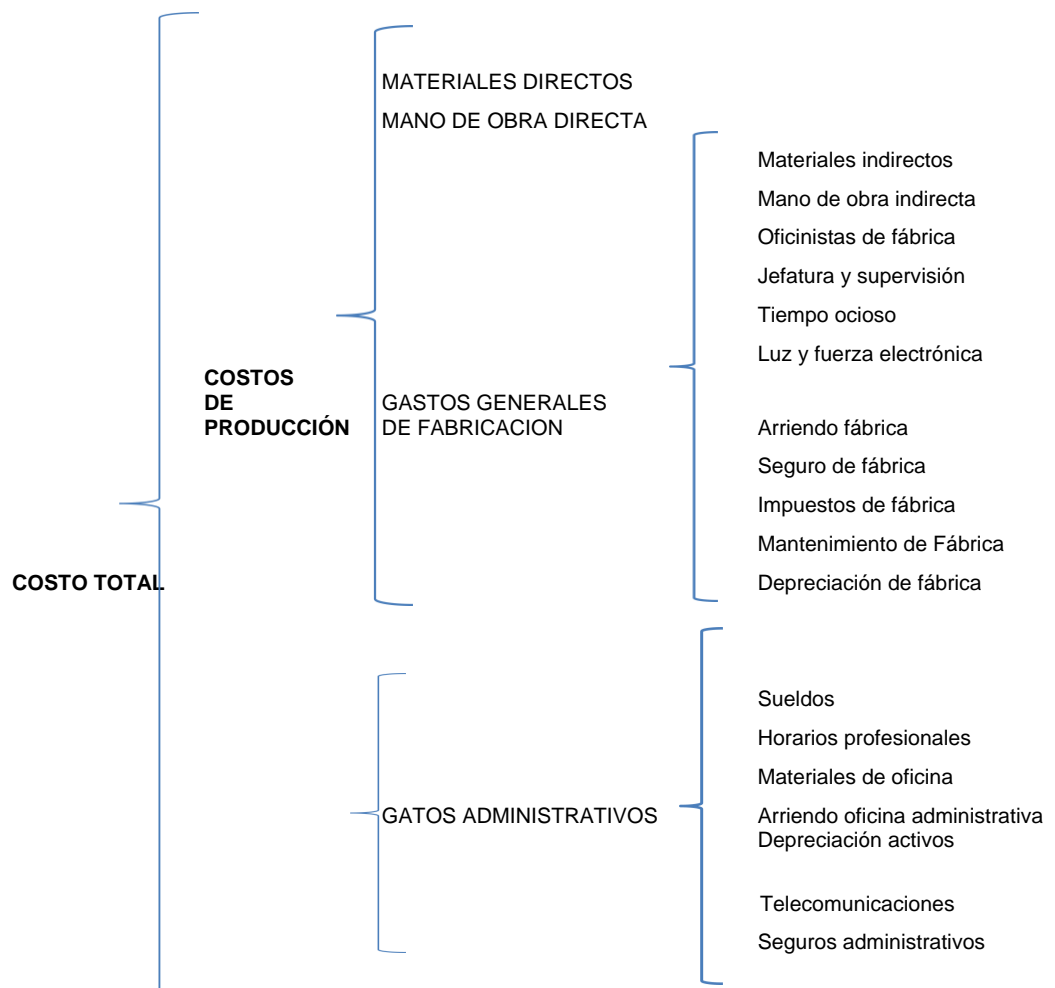 MATERIALES DIRECTOS
MANO DE OBRA DIRECTA
Materiales indirectos
Mano de obra indirecta
Oficinistas de fábrica
Jefatura y supervisión
Tiempo ocioso
Luz y fuerza electrónica
COSTOS
DE
PRODUCCIÓN
GASTOS GENERALES
DE FABRICACION
Arriendo fábrica
Seguro de fábrica
Impuestos de fábrica
Mantenimiento de Fábrica
Depreciación de fábrica
COSTO TOTAL
GATOS ADMINISTRATIVOS
Sueldos
Horarios profesionales
Materiales de oficina
Arriendo oficina administrativa
Depreciación activos
Telecomunicaciones
Seguros administrativos